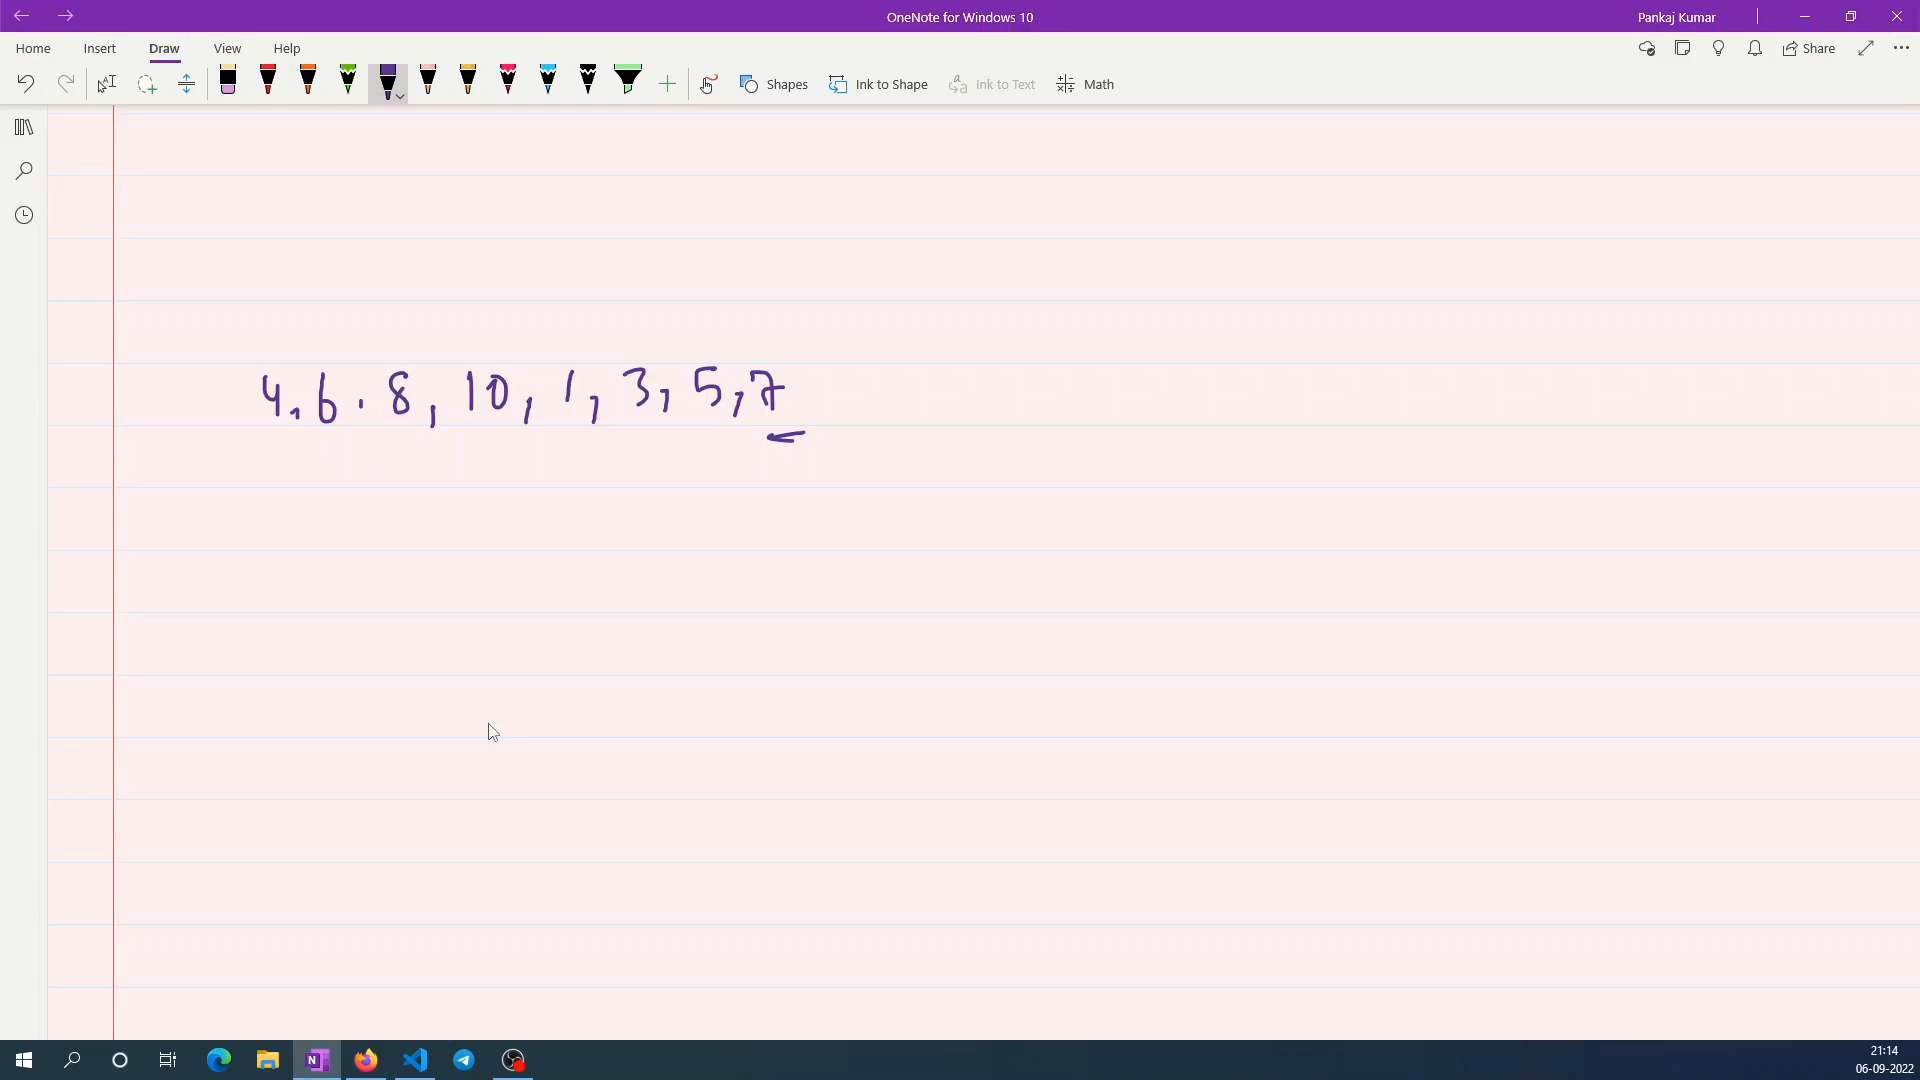 OneNote for Windows 10
Pankaj Kumar
Home Insert Draw View Help
Share
Shapes Ink to Shape Ink to Text Math
4. 6. 8, 10, 1, 3, 5, 7
21:14
06-09-2022